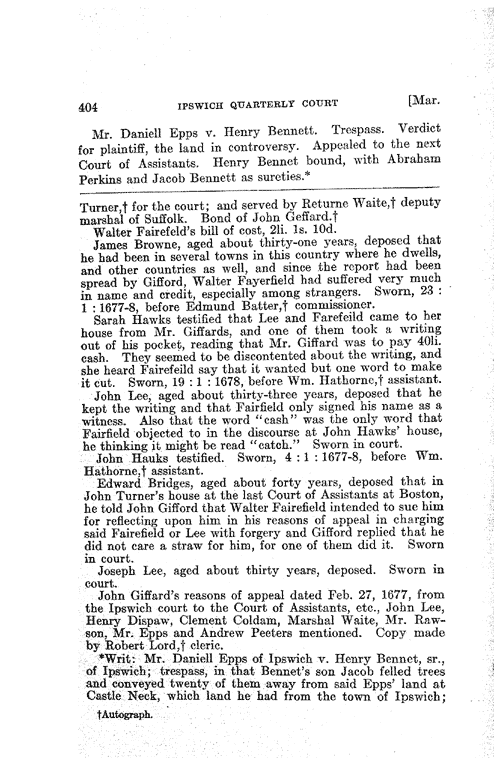 404 IPSWICH QUARTERLY COURT [Mar.
Mr. Daniell Epps v. Henry Bennett. Trespass. Verdict
for plaintiff, the land in controversy. Appealed to the next
Court of Assistants. Henry Bennet bound, with Abraham
Perkins and Jacob Bennett as sureties.*
Turner,† for the court; and served by Returne Waite,† deputy
marshal of Suffolk. Bond of John Geffard.†
Walter Fairefeld's bill of cost, 2li. 1s. 10d.
James Browne, aged about thirty-one years, deposed that
he had been in several towns in this country where he dwells,
and other countries as well, and since the report had been
spread by Gifford, Walter Fayerfield had suffered very much
in name and credit, especially among strangers. Sworn, 23 :
1 : 1677-8, before Edmund Batter,† commissioner.
Sarah Hawks testified that Lee and Farefeild came to her
house from Mr. Giffards, and one of them took a writing
out of his pocket, reading that Mr. Giffard was to pay 40li.
cash. They seemed to be discontented about the writing, and
she heard Fairefeild say that it wanted but one word to make
it cut. Sworn, 19 : 1 : 1678, before Wm. Hathorne,† assistant.
John Lee, aged about thirty-three years, deposed that he
kept the writing and that Fairfield only signed his name as a
witness. Also that the word "cash" was the only word that
Fairfield objected to in the discourse at John Hawks' house,
he thinking it might be read "catch." Sworn in court.
John Hauks testified. Sworn, 4 : 1 : 1677-8, before Wm.
Hathorne,† assistant.
Edward Bridges, aged about forty years, deposed that in
John Turner's house at the last Court of Assistants at Boston,
he told John Gifford that Walter Fairefield intended to sue him
for reflecting upon him in his reasons of appeal in charging
said Fairefield or Lee with forgery and Gifford replied that he
did not care a straw for him, for one of them did it. Sworn
in court.
Joseph Lee, aged about thirty years, deposed. Sworn in
court.
John Giffard's reasons of appeal dated Feb. 27, 1677, from
the Ipswich court to the Court of Assistants, etc., John Lee,
Henry Dispaw, Clement Coldam, Marshal Waite, Mr. Raw-
son, Mr. Epps and Andrew Peeters mentioned. Copy made
by Robert Lord,† cleric.
*Writ: Mr. Daniell Epps of Ipswich v. Henry Bennet, sr.,
of Ipswich; trespass, in that Bennet's son Jacob felled trees
and conveyed twenty of them away from said Epps' land at
Castle Neck, which land he had from the town of Ipswich;
†Autograph.